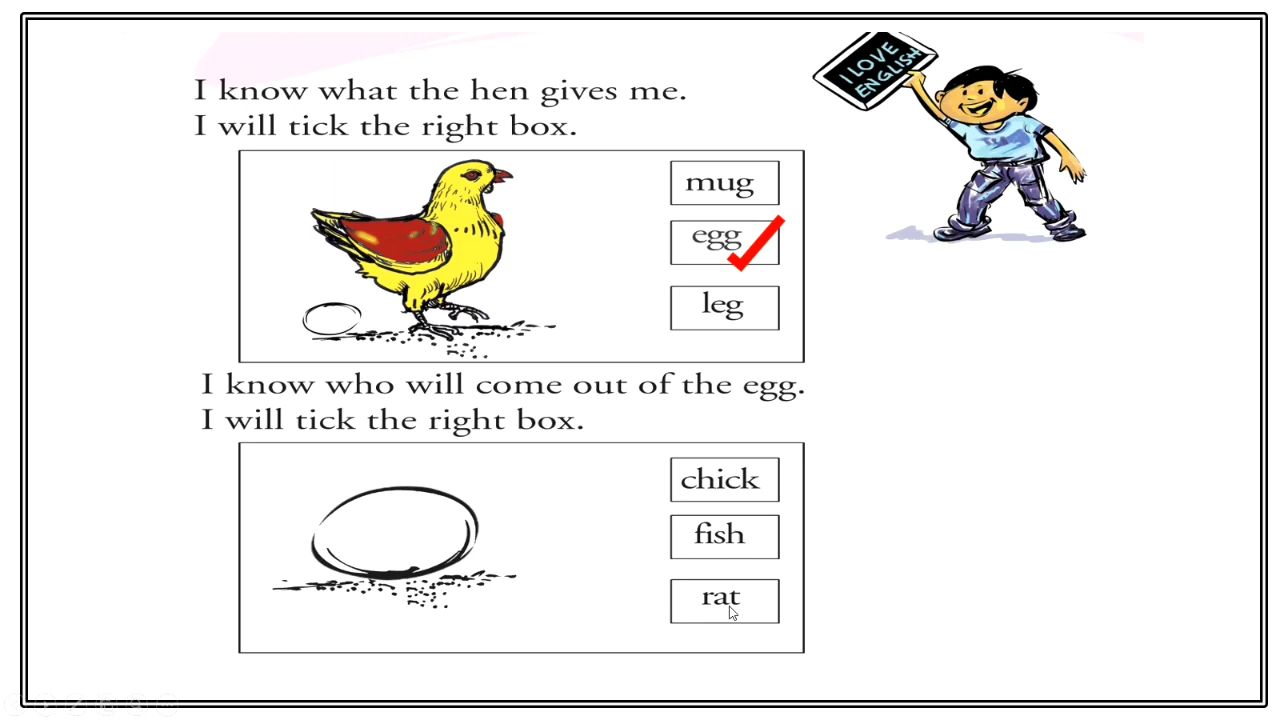 I LOVE
ENGLISH
I know what the hen gives me.
I will tick the right box.
mug
egg
leg
I know who will come out of the egg.
I will tick the right box.
chick
fish
rat